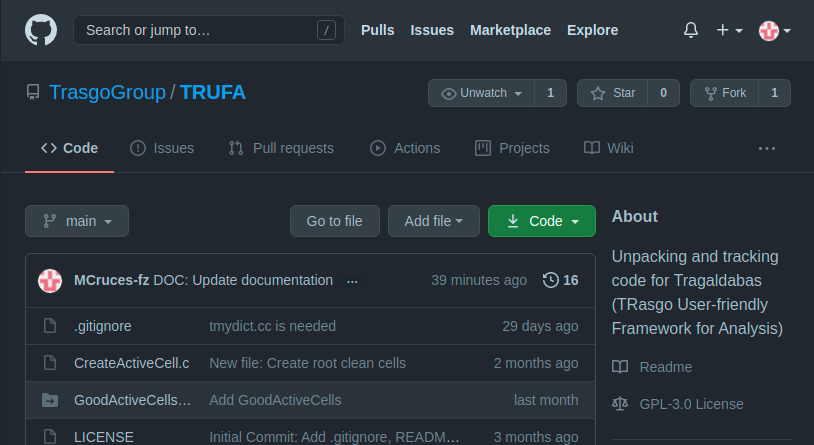 Search or jump to… /
Pulls Issues Marketplace Explore
TrasgoGroup / TRUFA
Unwatch 1 Star 0 Fork 1
Code Issues Pull requests Actions Projects Wiki ...
main Go to file Add file Code
MCruces-fz DOC: Update documentation ... 39 minutes ago 16
.gitignore tmydict.cc is needed 29 days ago
CreateActiveCell.c New file: Create root clean cells 2 months ago
GoodActiveCells… Add GoodActiveCells last month
LICENSE Initial Commit: Add .gitignore, READM… 3 months ago
About
Unpacking and tracking
code for Tragaldabas
(TRasgo User-friendly
Framework for Analysis)
Readme
GPL-3.0 License